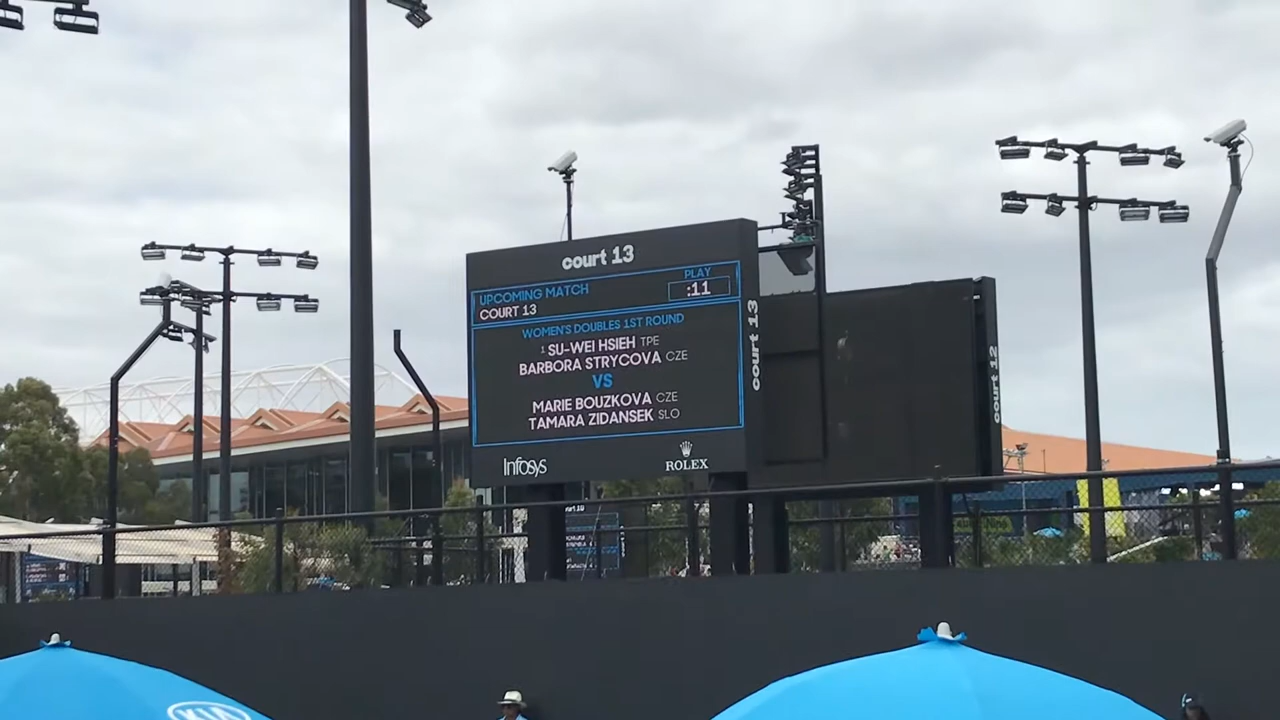 court 13
UPCOMING MATCH
PLAY
COURT 13
:11
WOMEN'S DOUBLES 1ST ROUND
1 SU-WEI HSIEH TPE
BARBORA STRYCOVA CZE
VS
MARIE BOUZKOVA CZE
TAMARA ZIDANSEK SLO
Infosys
ROLEX
court 13
court 12
KIA